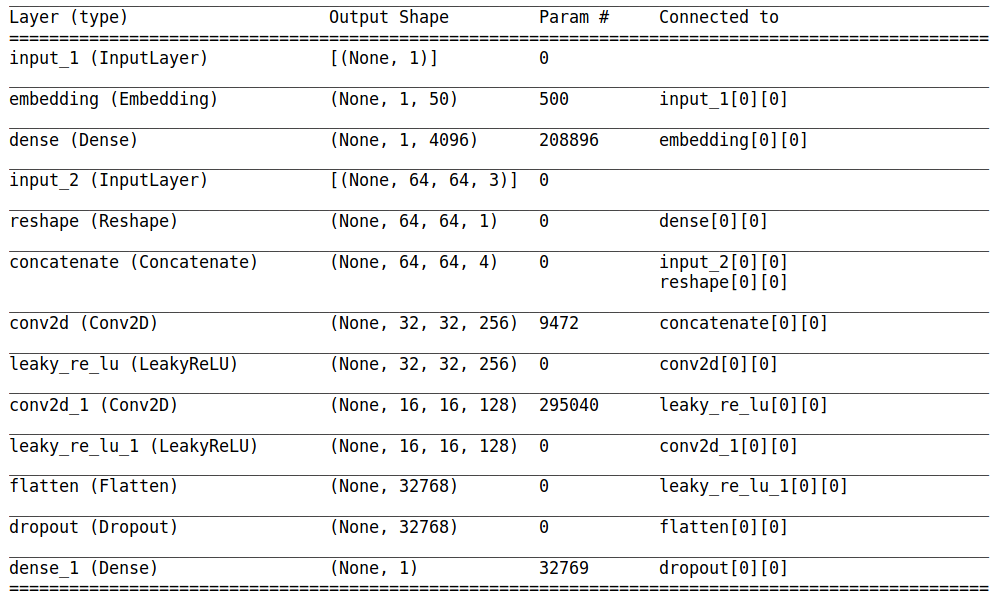 Layer (type) Output Shape Param # Connected to
==================================================================================================
input_1 (InputLayer) [(None, 1)] 0
embedding (Embedding) (None, 1, 50) 500 input_1[0][0]
dense (Dense) (None, 1, 4096) 208896 embedding[0][0]
input_2 (InputLayer) [(None, 64, 64, 3)] 0
reshape (Reshape) (None, 64, 64, 1) 0 dense[0][0]
concatenate (Concatenate) (None, 64, 64, 4) 0 input_2[0][0]
reshape[0][0]
conv2d (Conv2D) (None, 32, 32, 256) 9472 concatenate[0][0]
leaky_re_lu (LeakyReLU) (None, 32, 32, 256) 0 conv2d[0][0]
conv2d_1 (Conv2D) (None, 16, 16, 128) 295040 leaky_re_lu[0][0]
leaky_re_lu_1 (LeakyReLU) (None, 16, 16, 128) 0 conv2d_1[0][0]
flatten (Flatten) (None, 32768) 0 leaky_re_lu_1[0][0]
dropout (Dropout) (None, 32768) 0 flatten[0][0]
dense_1 (Dense) (None, 1) 32769 dropout[0][0]
==================================================================================================